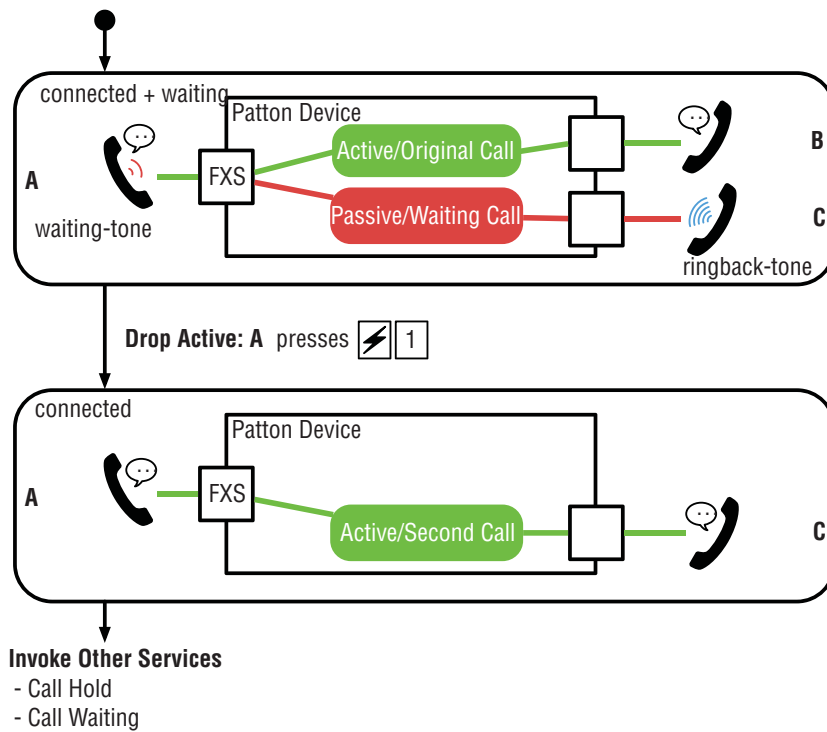 connected + waiting
Patton Device
Active/Original Call
B
A
FXS
Passive/Waiting Call
C
waiting-tone
ringback-tone
Drop Active: A presses 1
connected
Patton Device
A
FXS
Active/Second Call
C
Invoke Other Services
- Call Hold
- Call Waiting